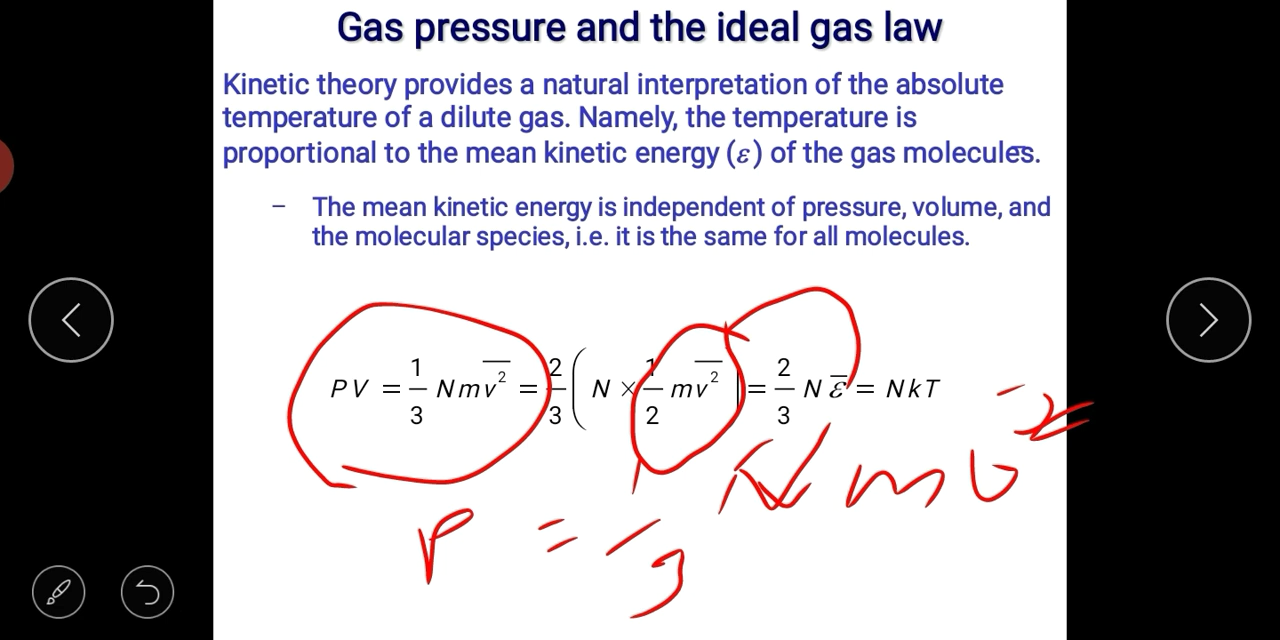 Gas pressure and the ideal gas law
Kinetic theory provides a natural interpretation of the absolute
temperature of a dilute gas. Namely, the temperature is
proportional to the mean kinetic energy (ε) of the gas molecules.
– The mean kinetic energy is independent of pressure, volume, and
the molecular species, i.e. it is the same for all molecules.
PV = 1/3 Nmv̅² = 2/3 ( N × 1/2 mv̅² | = 2/3 Nε̅ = NkT
P = 1/3 Nmv̅²